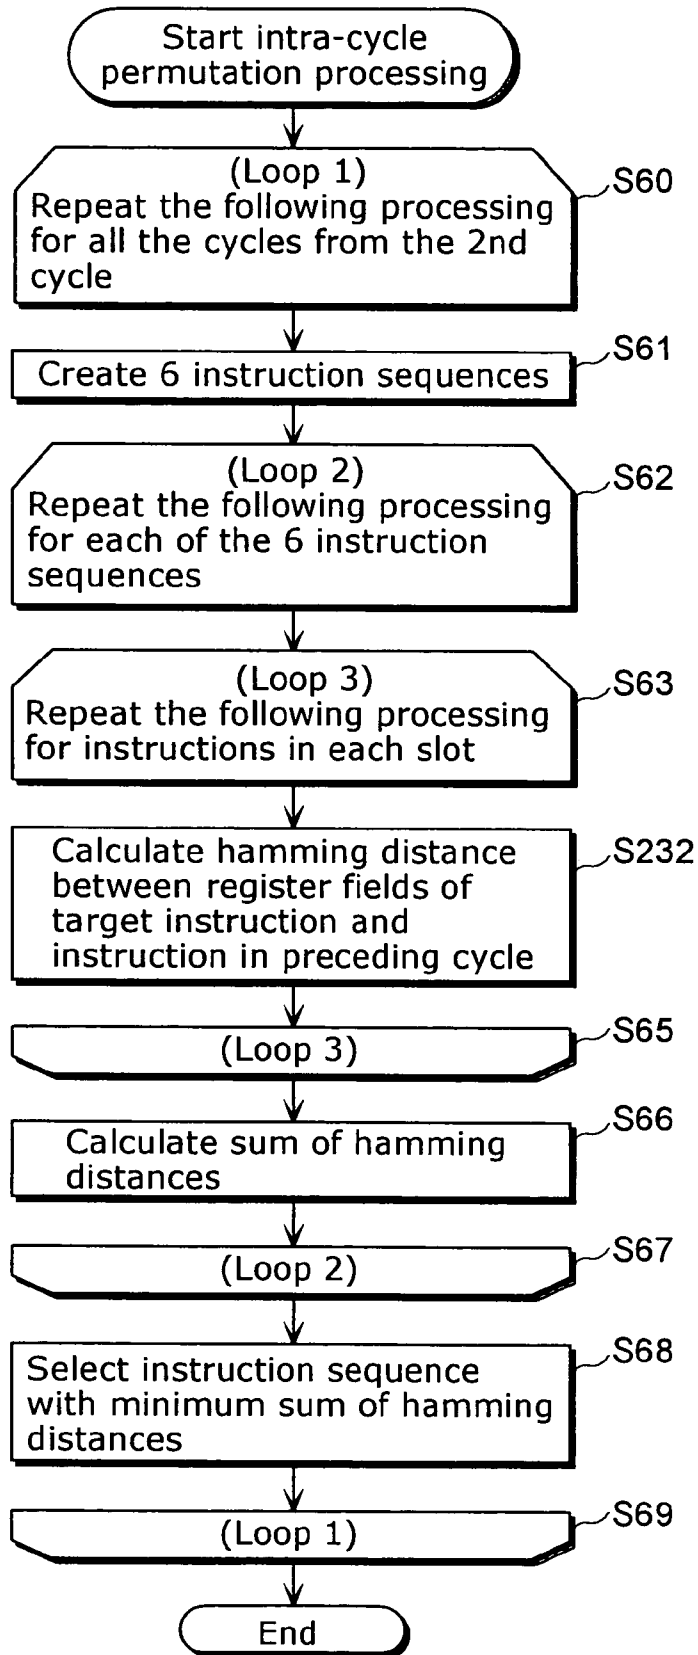 Start intra-cycle
permutation processing
(Loop 1)
Repeat the following processing
for all the cycles from the 2nd
cycle
S60
Create 6 instruction sequences
S61
(Loop 2)
Repeat the following processing
for each of the 6 instruction
sequences
S62
(Loop 3)
Repeat the following processing
for instructions in each slot
S63
Calculate hamming distance
between register fields of
target instruction and
instruction in preceding cycle
S232
(Loop 3)
S65
Calculate sum of hamming
distances
S66
(Loop 2)
S67
Select instruction sequence
with minimum sum of hamming
distances
S68
(Loop 1)
S69
End